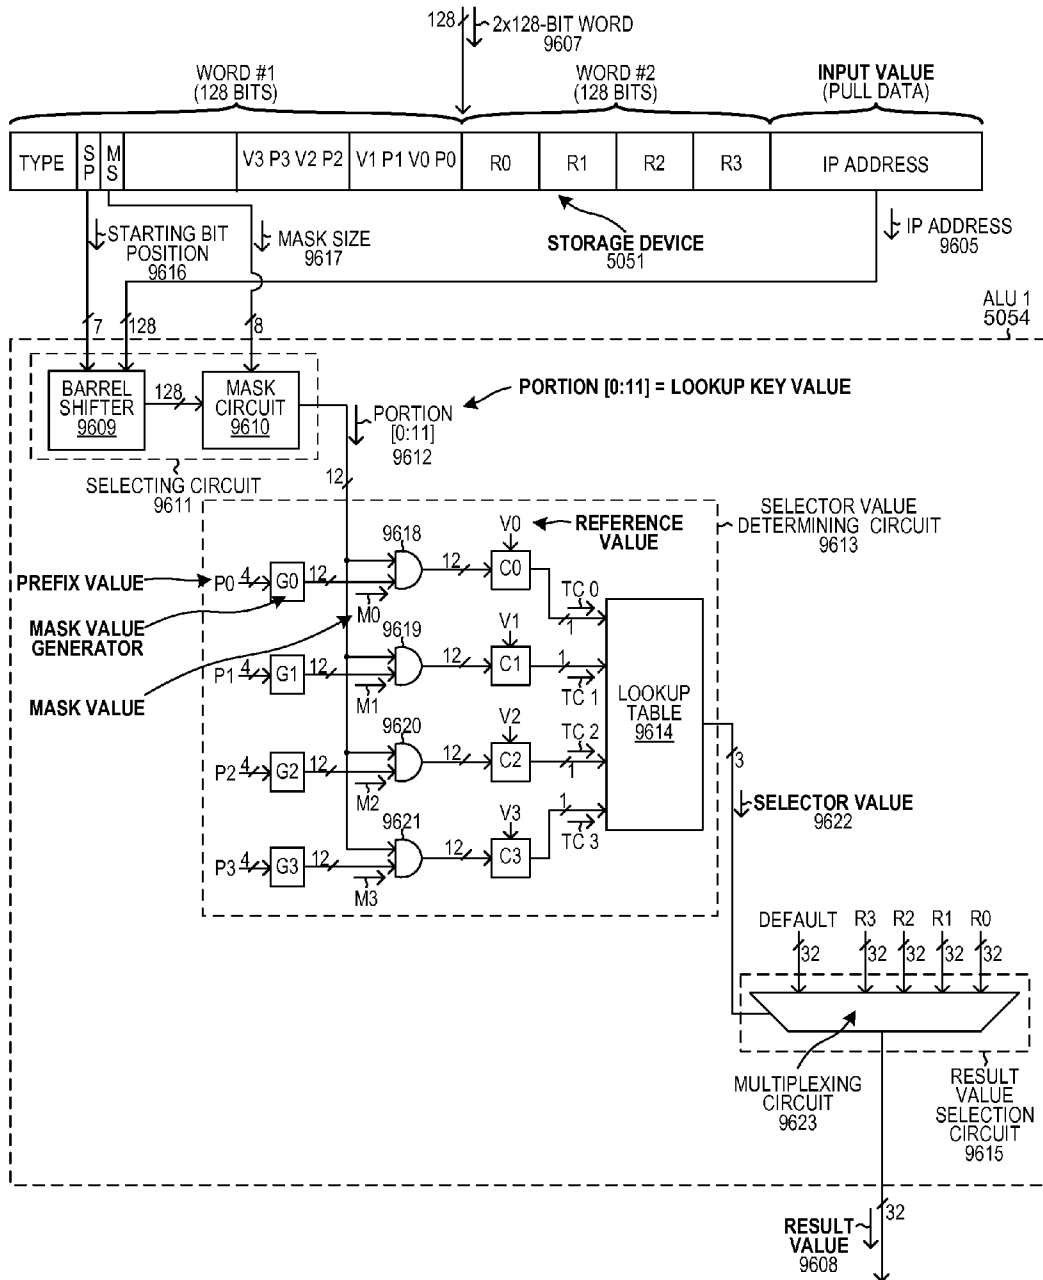 128
2x128-BIT WORD
9607
WORD #1
(128 BITS)
WORD #2
(128 BITS)
INPUT VALUE
(PULL DATA)
TYPE
SP
MS
V3 P3 V2 P2
V1 P1 V0 P0
R0
R1
R2
R3
IP ADDRESS
STARTING BIT
POSITION
9616
MASK SIZE
9617
STORAGE DEVICE
5051
IP ADDRESS
9605
ALU 1
5054
7
128
8
BARREL
SHIFTER
9609
128
MASK
CIRCUIT
9610
PORTION
[0:11]
9612
PORTION [0:11] = LOOKUP KEY VALUE
SELECTING CIRCUIT
9611
12
SELECTOR VALUE
DETERMINING CIRCUIT
9613
PREFIX VALUE
MASK VALUE
GENERATOR
MASK VALUE
REFERENCE
VALUE
P0
4
G0
12
M0
9618
12
V0
C0
TC 0
1
P1
4
G1
12
M1
9619
12
V1
C1
1
TC 1
P2
4
G2
12
M2
9620
12
V2
C2
TC 2
1
P3
4
G3
12
M3
9621
12
V3
C3
1
TC 3
LOOKUP
TABLE
9614
3
SELECTOR VALUE
9622
DEFAULT
R3
R2
R1
R0
32
32
32
32
32
MULTIPLEXING
CIRCUIT
9623
RESULT
VALUE
SELECTION
CIRCUIT
9615
32
RESULT
VALUE
9608